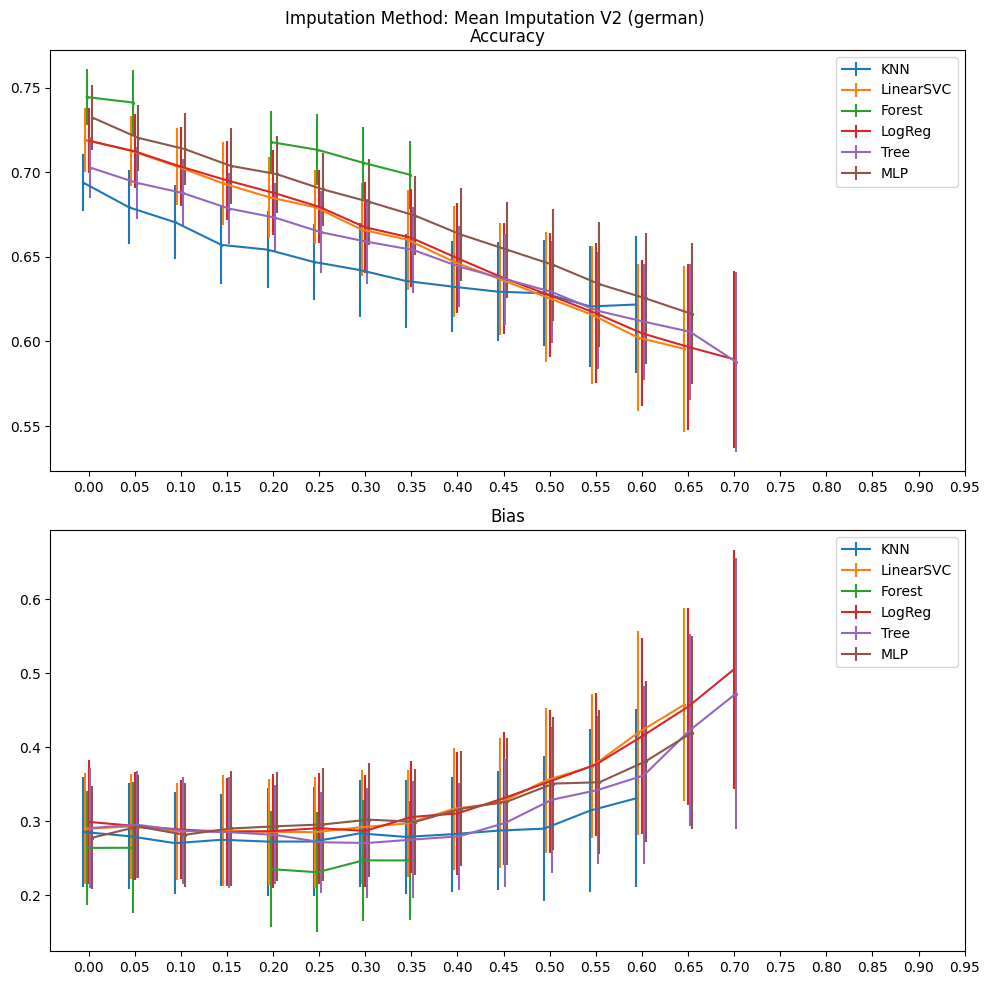 Imputation Method: Mean Imputation V2 (german)
Accuracy
0.75
0.70
0.65
0.60
0.55
KNN
LinearSVC
Forest
LogReg
Tree
MLP
0.00 0.05 0.10 0.15 0.20 0.25 0.30 0.35 0.40 0.45 0.50 0.55 0.60 0.65 0.70 0.75 0.80 0.85 0.90 0.95
Bias
0.6
0.5
0.4
0.3
0.2
KNN
LinearSVC
Forest
LogReg
Tree
MLP
0.00 0.05 0.10 0.15 0.20 0.25 0.30 0.35 0.40 0.45 0.50 0.55 0.60 0.65 0.70 0.75 0.80 0.85 0.90 0.95